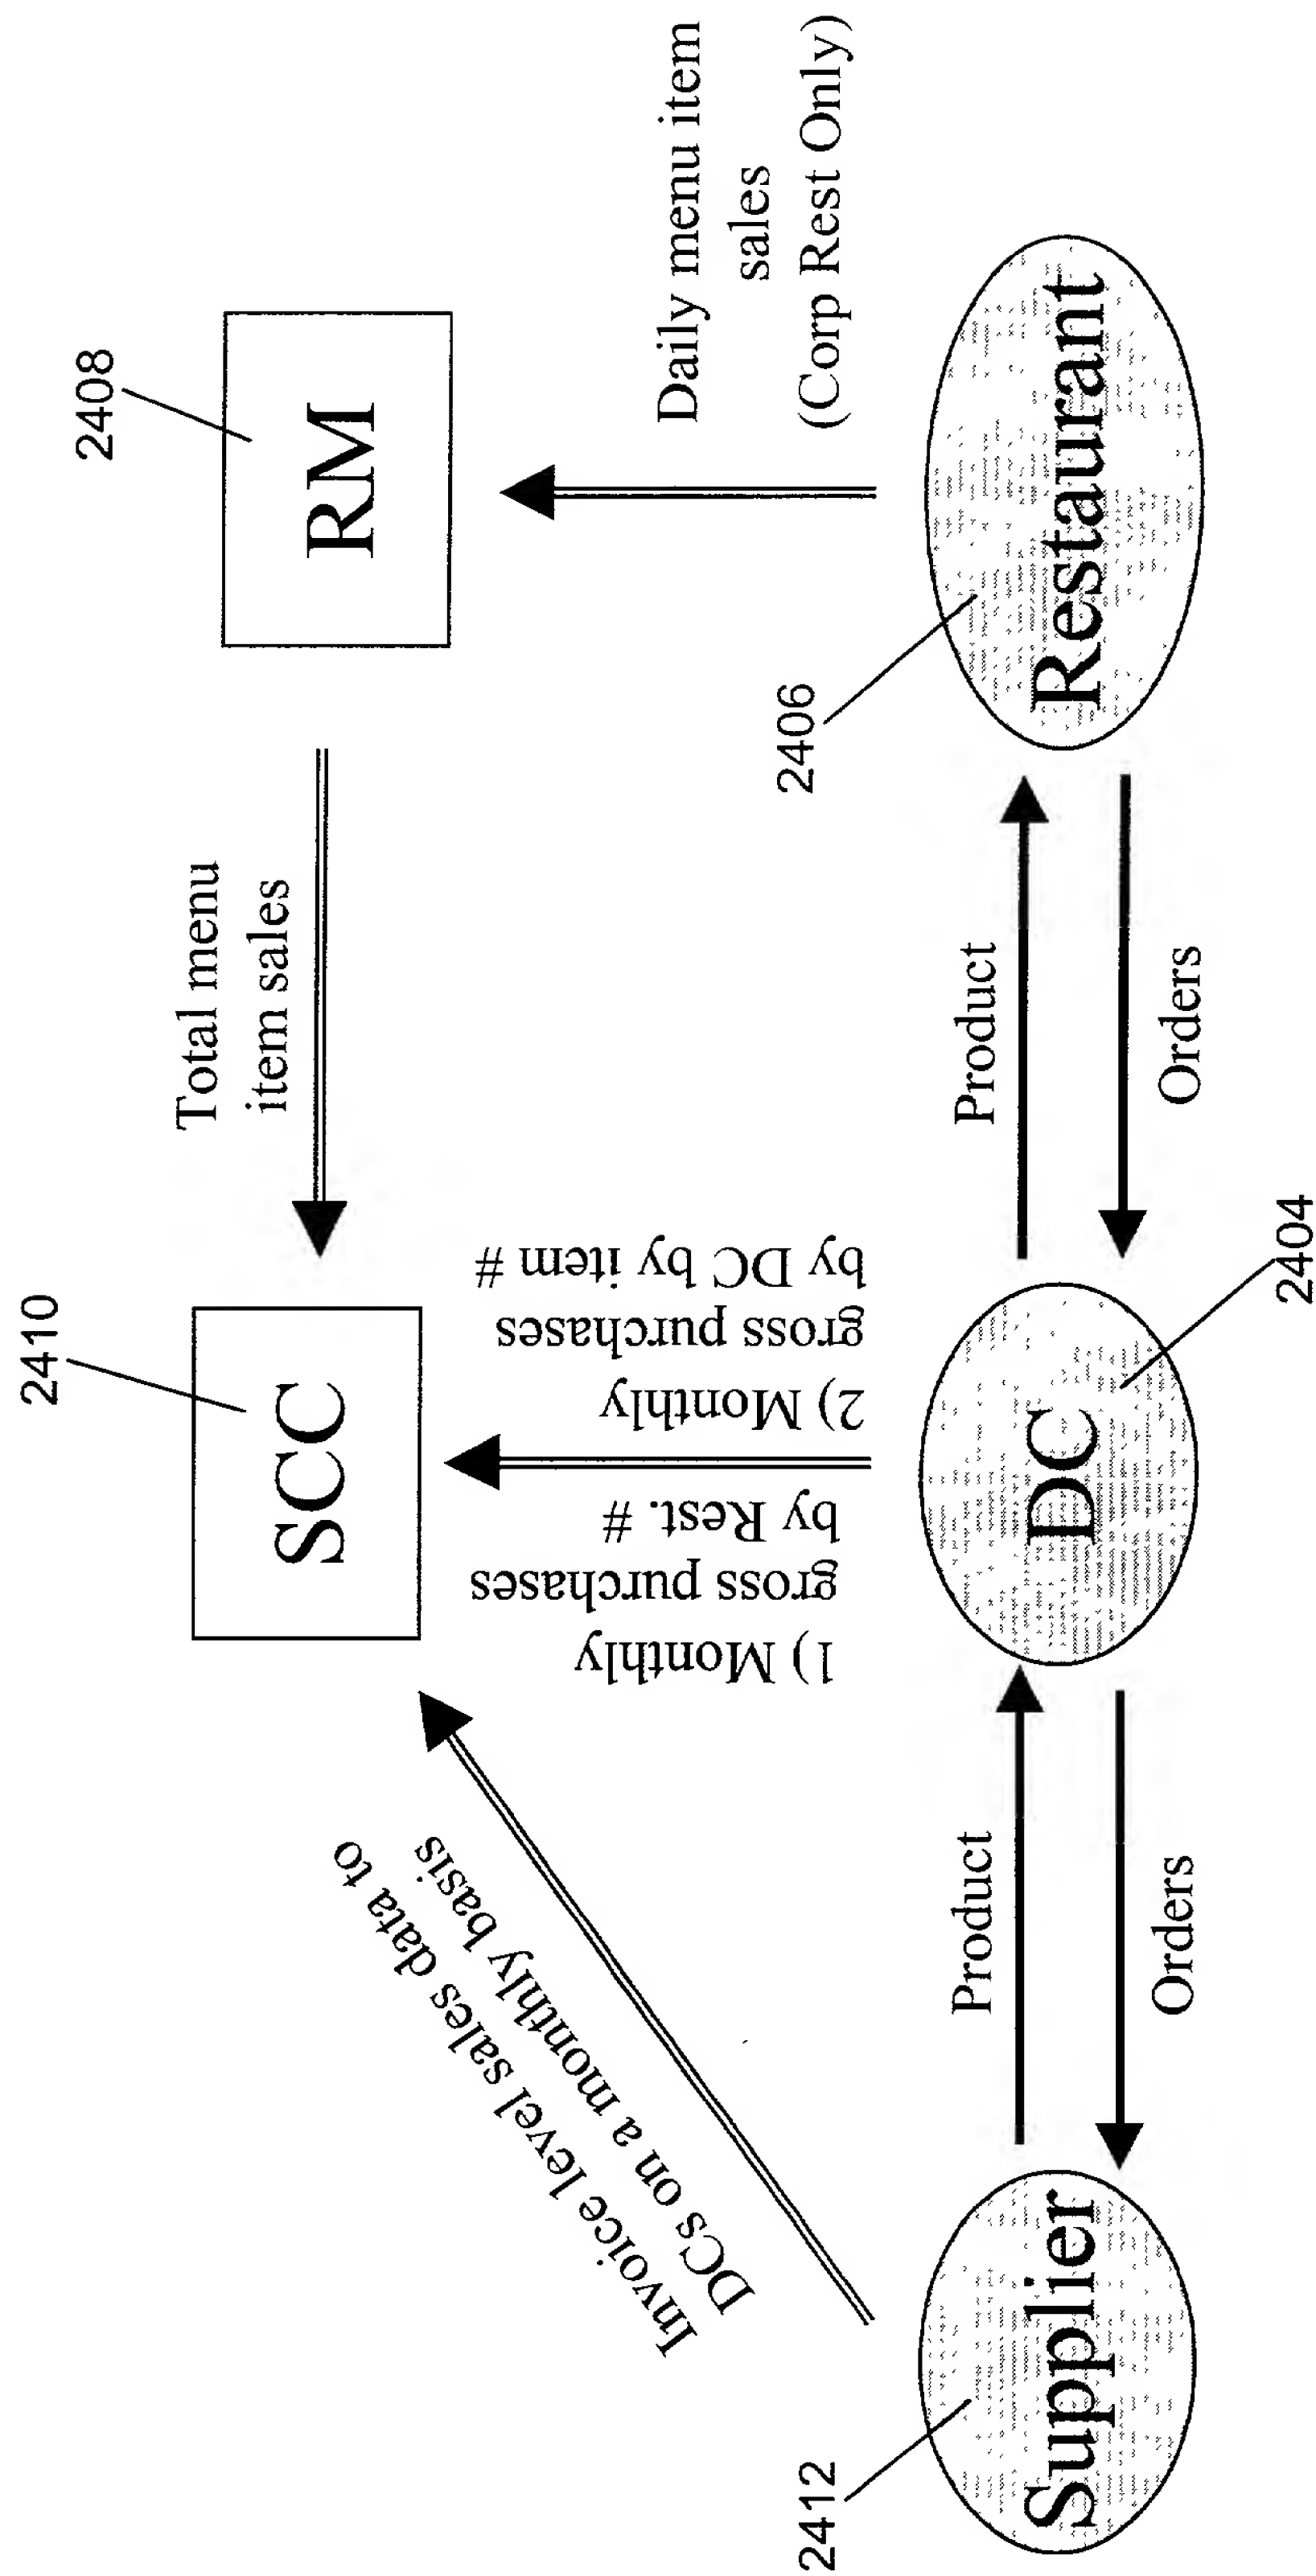 2410
2408
SCC
RM
Total menu
item sales
Daily menu item
sales
(Corp Rest Only)
Invoice level sales data to
DCs on a monthly basis
1) Monthly
gross purchases
by Rest. #
2) Monthly
gross purchases
by DC by item #
2412
2406
Supplier
Product
Orders
DC
Product
Orders
Restaurant
2404